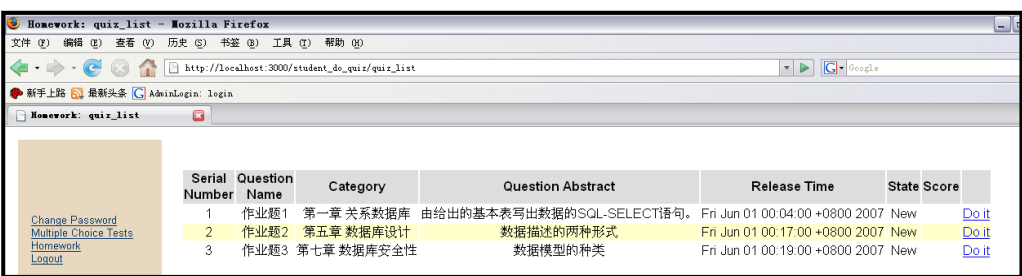 Homework: quiz_list - Mozilla Firefox
文件 (F) 编辑 (E) 查看 (V) 历史 (S) 书签 (B) 工具 (T) 帮助 (H)
http://localhost:3000/student_do_quiz/quiz_list
Google
新手上路 最新头条 AdminLogin: login
Homework: quiz_list
Serial Number Question Name Category Question Abstract Release Time State Score
1 作业题1 第一章 关系数据库 由给出的基本表写出数据的SQL-SELECT语句。 Fri Jun 01 00:04:00 +0800 2007 New Do it
2 作业题2 第五章 数据库设计 数据描述的两种形式 Fri Jun 01 00:17:00 +0800 2007 New Do it
3 作业题3 第七章 数据库安全性 数据模型的种类 Fri Jun 01 00:19:00 +0800 2007 New Do it
Change Password
Multiple Choice Tests
Homework
Logout